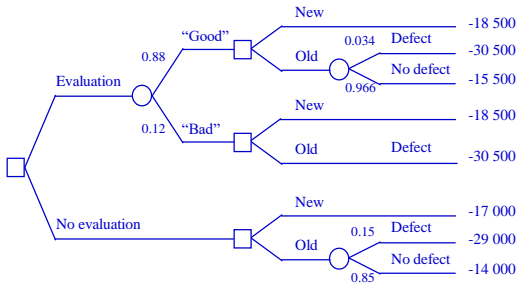 New -18 500
"Good"
0.034 Defect -30 500
0.88 Old
No defect -15 500
Evaluation 0.966
New -18 500
0.12 "Bad"
Old Defect -30 500
No evaluation New -17 000
0.15 Defect -29 000
Old
No defect -14 000
0.85